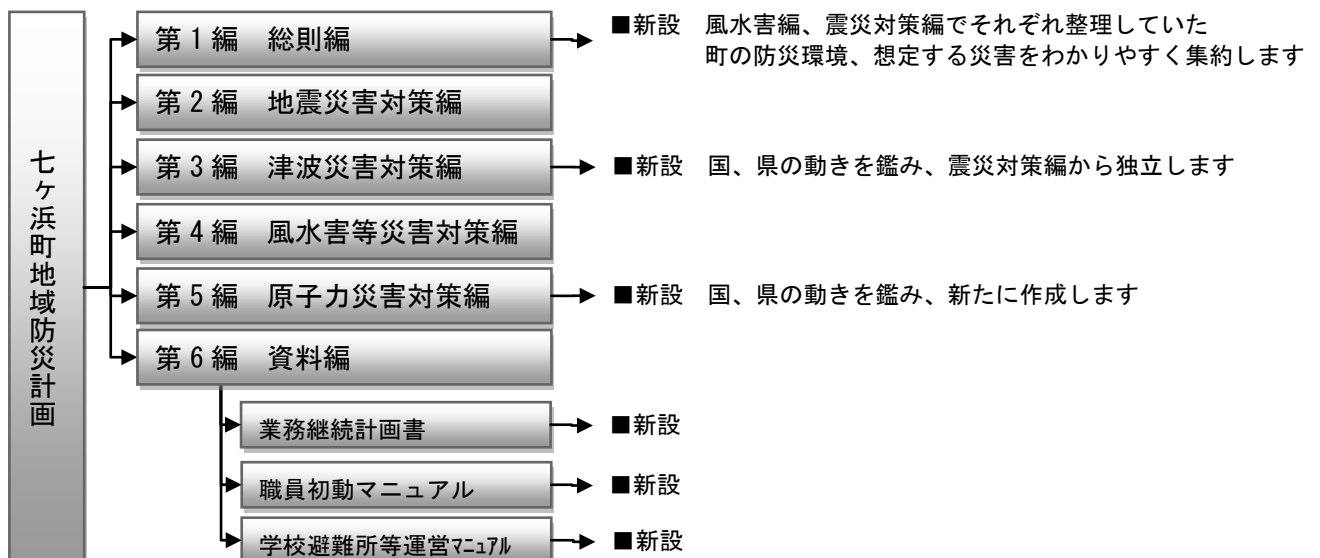 七ヶ浜町地域防災計画
第1編 総則編
■新設 風水害編、震災対策編でそれぞれ整理していた
町の防災環境、想定する災害をわかりやすく集約します
第2編 地震災害対策編
第3編 津波災害対策編
■新設 国、県の動きを鑑み、震災対策編から独立します
第4編 風水害等災害対策編
第5編 原子力災害対策編
■新設 国、県の動きを鑑み、新たに作成します
第6編 資料編
業務継続計画書
■新設
職員初動マニュアル
■新設
学校避難所等運営ﾏﾆｭｱﾙ
■新設